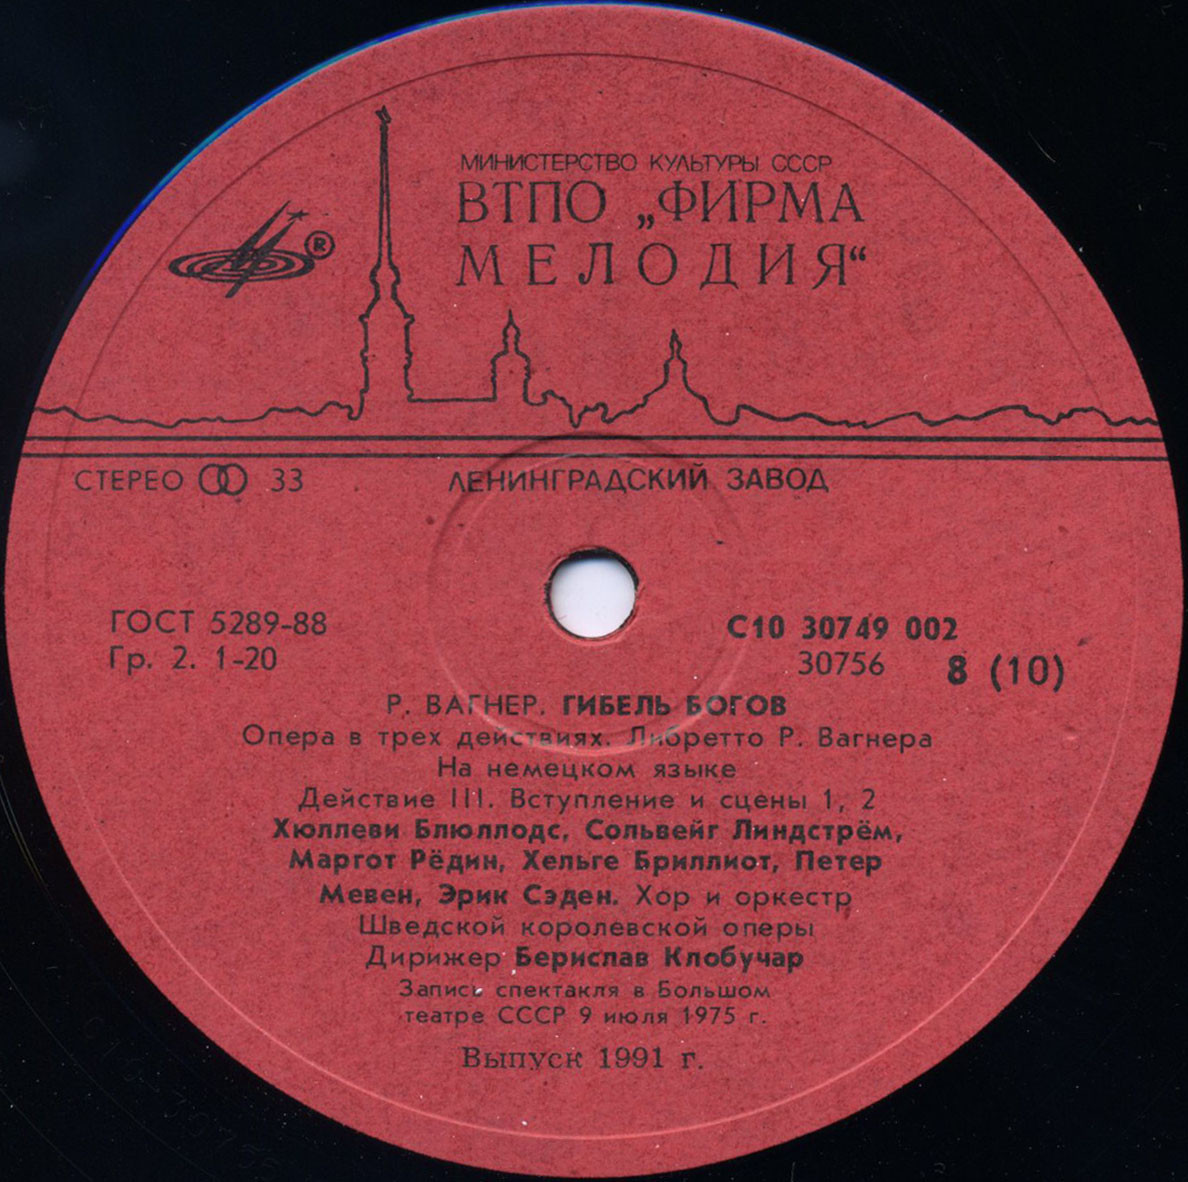 МИНИСТЕРСТВО КУЛЬТУРЫ СССР
ВТПО „ФИРМА
МЕЛОДИЯ“
®
СТЕРЕО 33
ЛЕНИНГРАДСКИЙ ЗАВОД
ГОСТ 5289-88
Гр. 2. 1-20
С10 30749 002
30756 8 (10)
Р. ВАГНЕР. ГИБЕЛЬ БОГОВ
Опера в трех действиях. Либретто Р. Вагнера
На немецком языке
Действие III. Вступление и сцены 1, 2
Хюллеви Блюллодс, Сольвейг Линдстрём,
Маргот Рёдин, Хельге Бриллиот, Петер
Мевен, Эрик Сэден. Хор и оркестр
Шведской королевской оперы
Дирижер Берислав Клобучар
Запись спектакля в Большом
театре СССР 9 июля 1975 г.
Выпуск 1991 г.